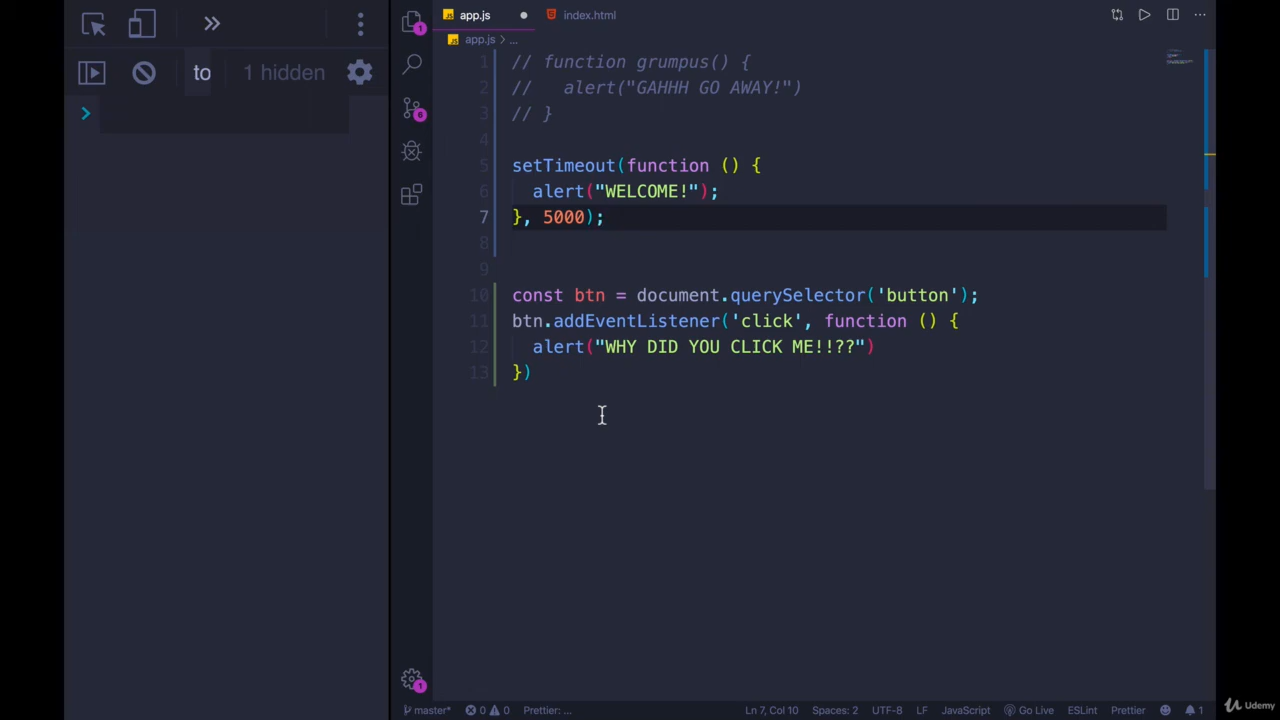 to
1 hidden
>
app.js
index.html
app.js > ...
1 // function grumpus() {
2 //   alert("GAHHH GO AWAY!")
3 // }
4
5 setTimeout(function () {
6   alert("WELCOME!");
7 }, 5000);
8
9
10 const btn = document.querySelector('button');
11 btn.addEventListener('click', function () {
12   alert("WHY DID YOU CLICK ME!!??")
13 })
1
6
1
master* 0 0 Prettier: ... Ln 7, Col 10 Spaces: 2 UTF-8 LF JavaScript Go Live ESLint Prettier 1
Udemy